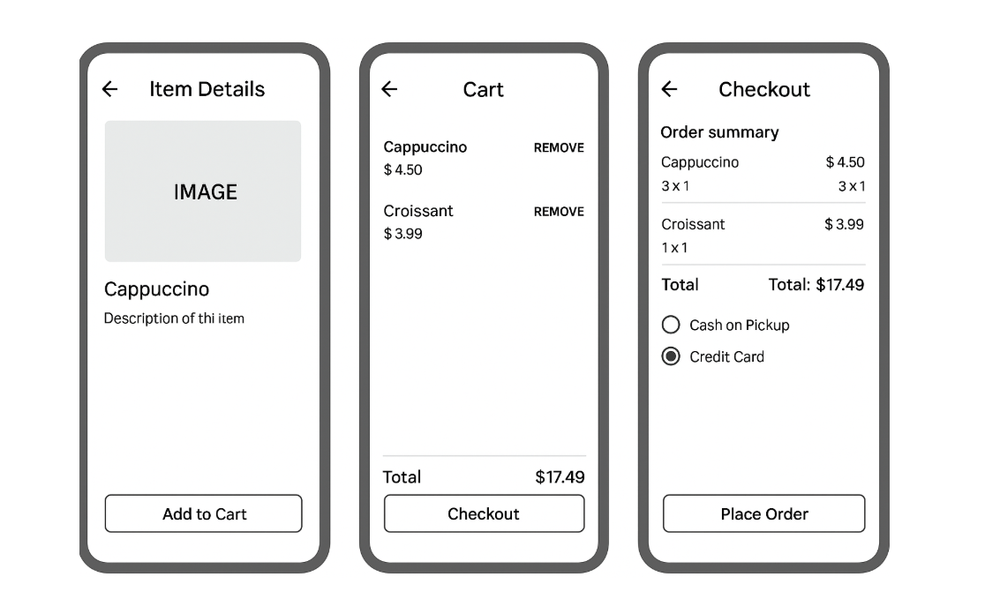 Item Details
IMAGE
Cappuccino
Description of thi item
Add to Cart
Cart
Cappuccino REMOVE
$ 4.50
Croissant REMOVE
$ 3.99
Total $17.49
Checkout
Checkout
Order summary
Cappuccino $ 4.50
3 x 1 3 x 1
Croissant $ 3.99
1 x 1
Total Total: $17.49
Cash on Pickup
Credit Card
Place Order